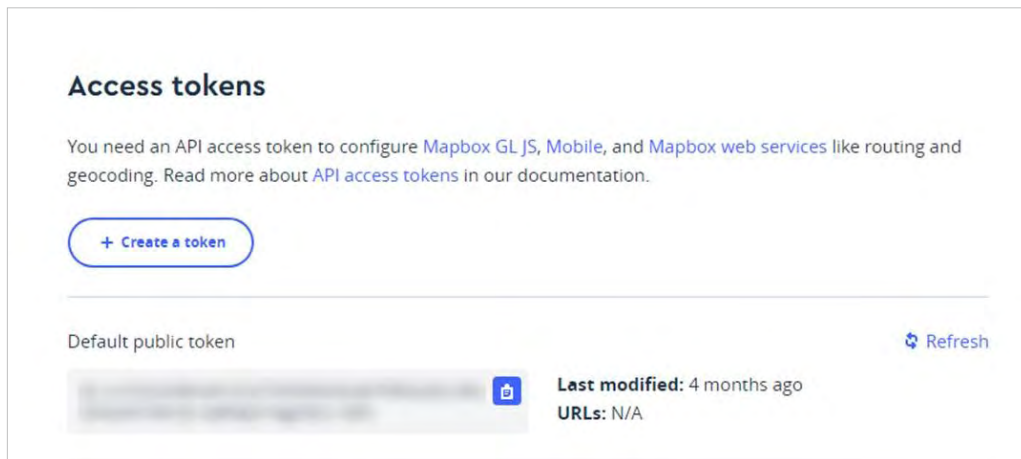 Access tokens
You need an API access token to configure Mapbox GL JS, Mobile, and Mapbox web services like routing and
geocoding. Read more about API access tokens in our documentation.
+ Create a token
Default public token
Refresh
Last modified: 4 months ago
URLs: N/A